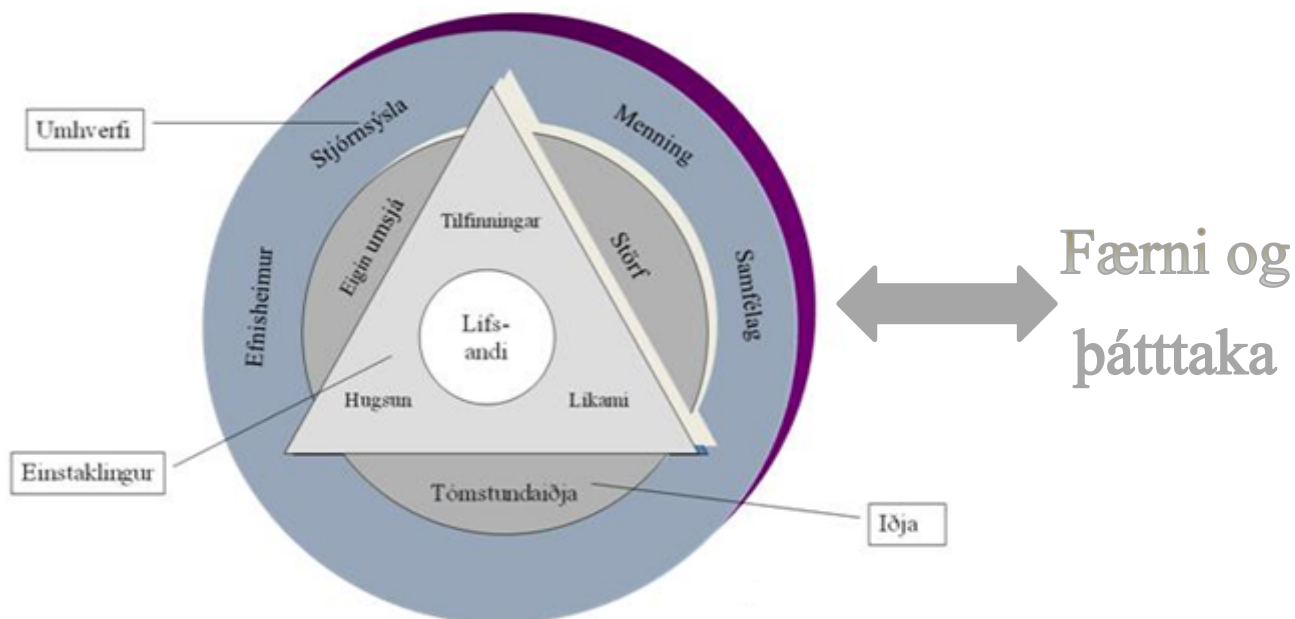 Umhverfi
Stjórnsýsla
Menning
Efnisheimur
Eigin umsjá
Tilfinningar
Störf
Samfélag
Lífs-
andi
Hugsun
Líkami
Einstaklingur
Tómstundaiðja
Iðja
Færni og
þátttaka